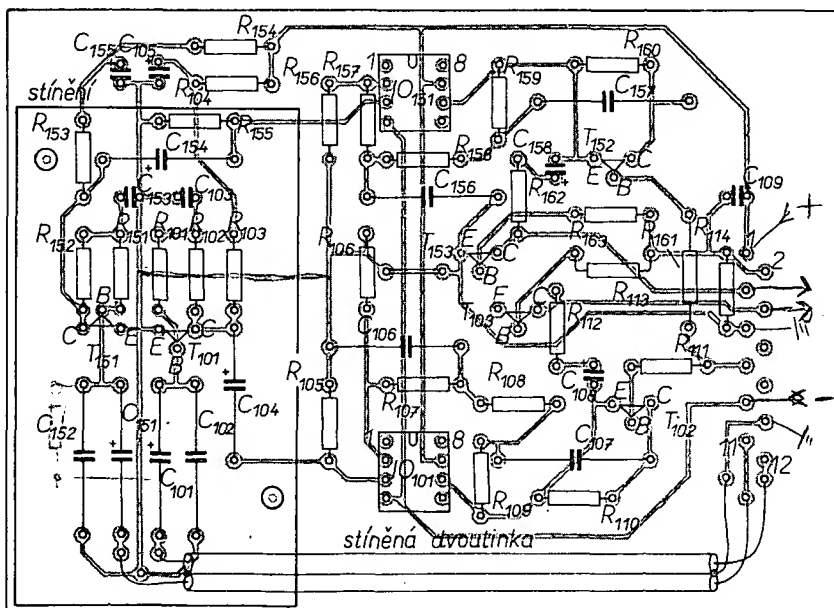 C155 C105 R154
R104
R156 R157 1 8
IO151
R159
R160
C157
stínění
R153
R155
C154
R158
C158
T152
E B C
C109
C153 C103
R162
C156
R152 R151 R101 R102 R103
R106
T153
E B C
R163
R161
R114
1
2
R113
R112
C B E E B C
T151
T101
T103
E B C
C106
R105
R107
R108
C108
R111
E B C
T102
C152
C151
C101
C102
C104
8
IO101
R109
C107
R110
11
12
stíněná dvoutinka